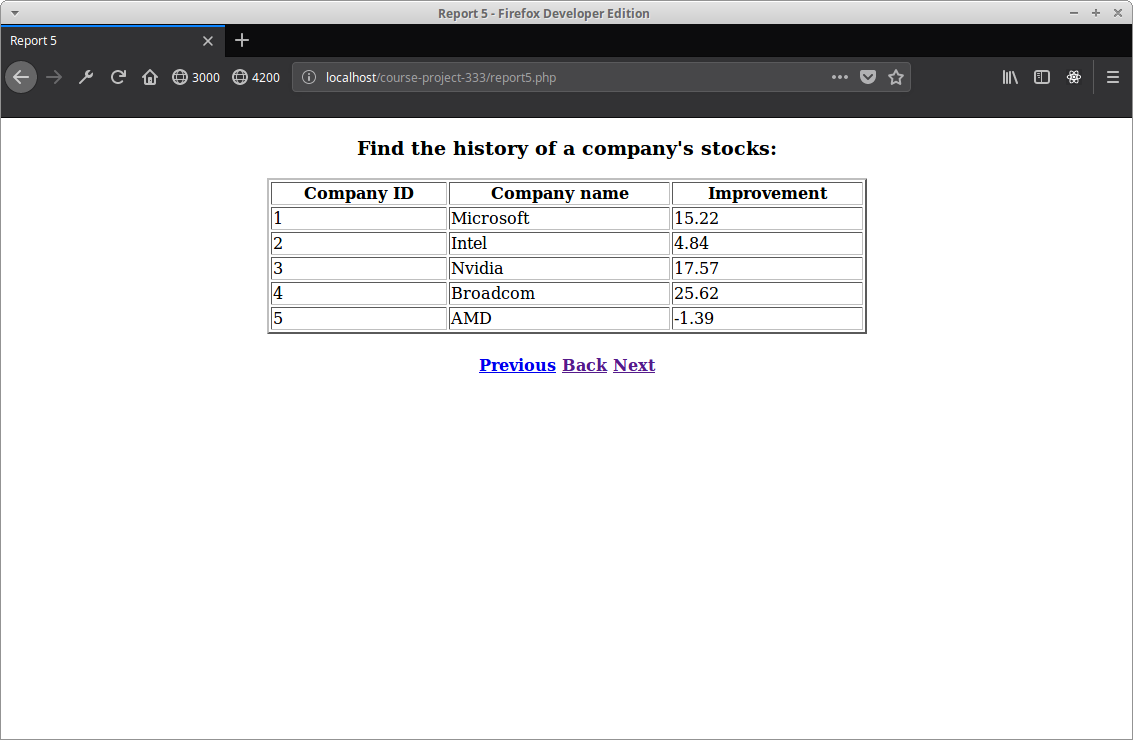 Report 5 - Firefox Developer Edition
Report 5
3000 4200 localhost/course-project-333/report5.php
Find the history of a company's stocks:
Company ID Company name Improvement
1 Microsoft 15.22
2 Intel 4.84
3 Nvidia 17.57
4 Broadcom 25.62
5 AMD -1.39
Previous Back Next